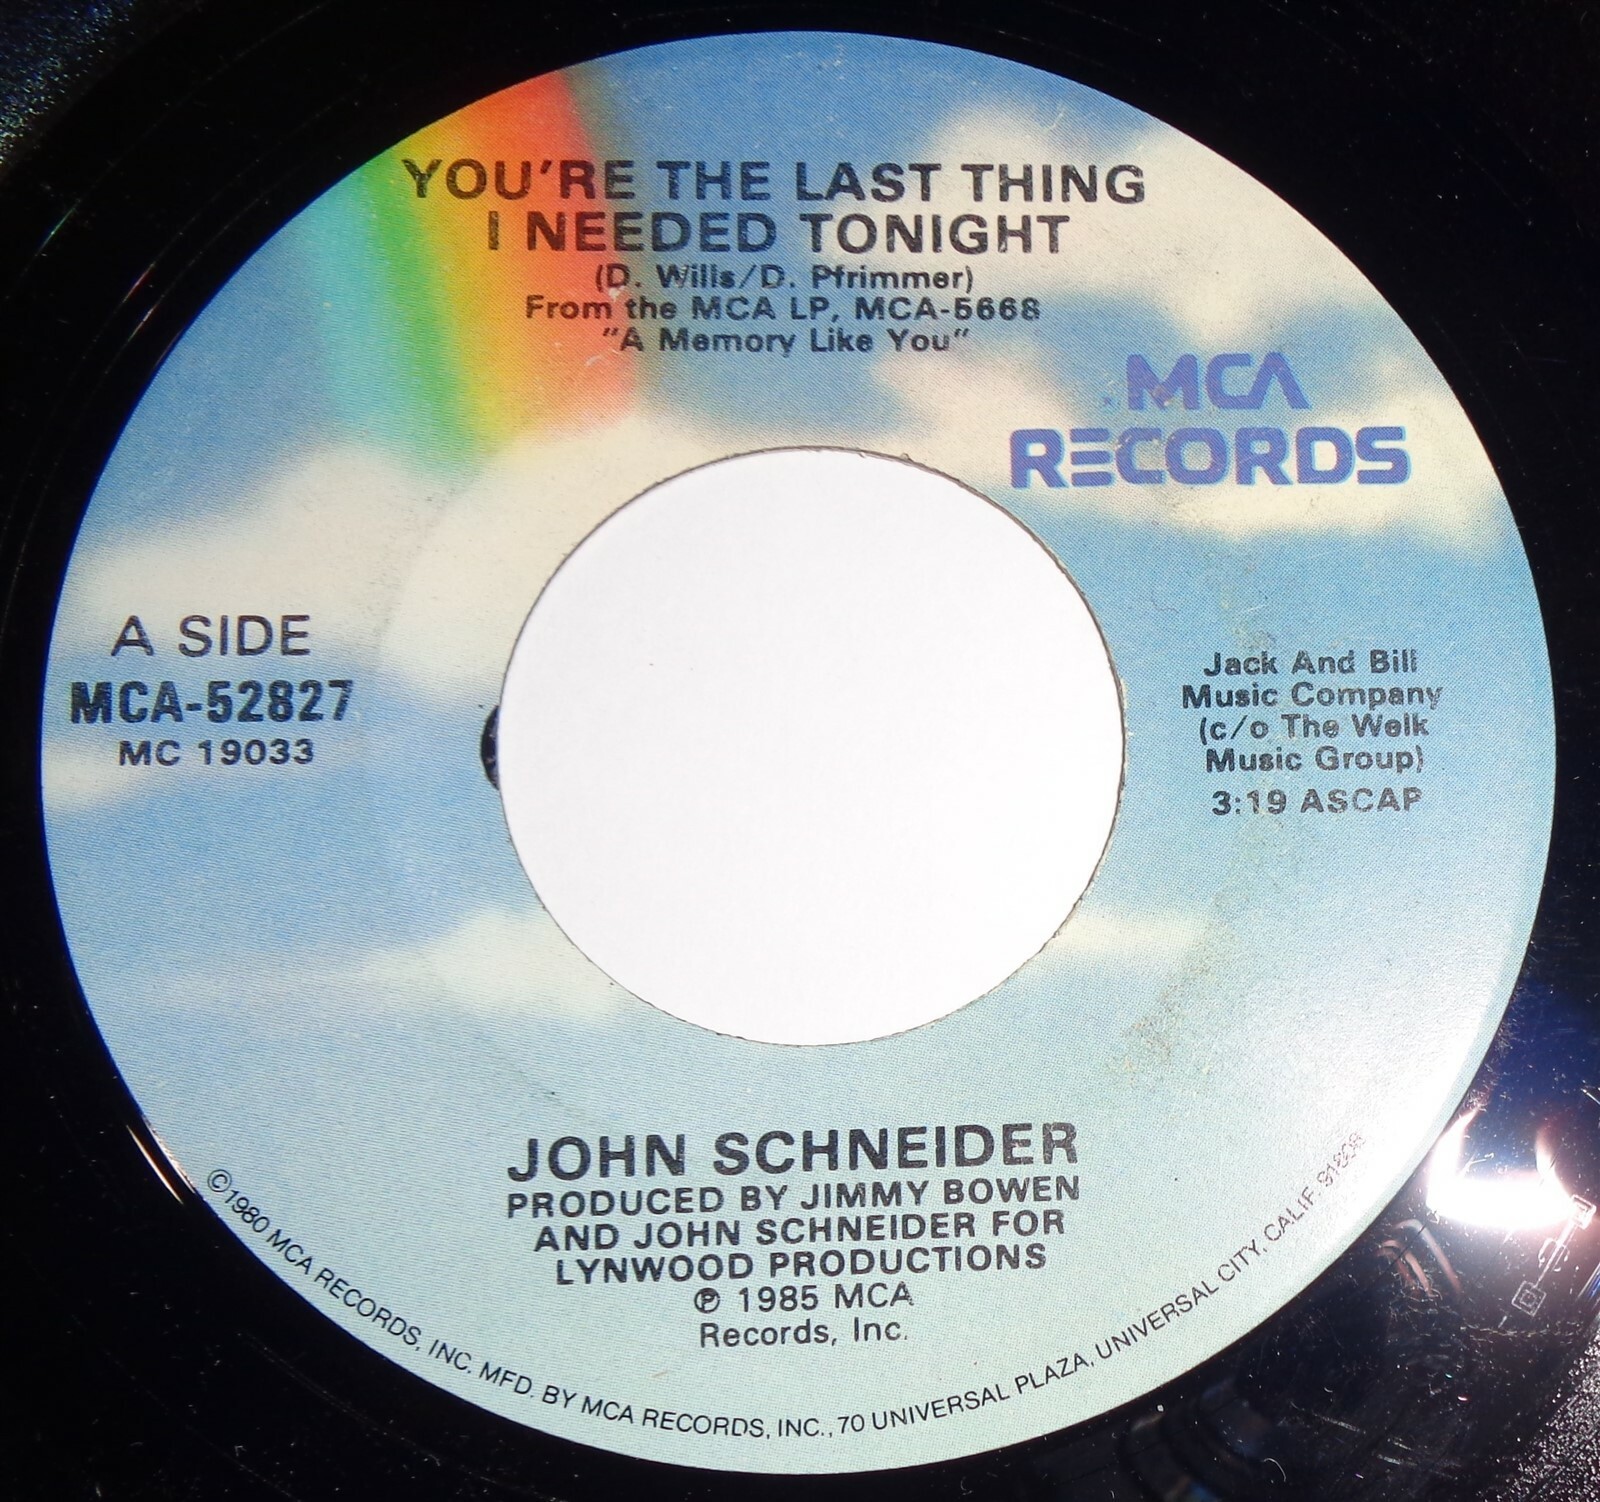 YOU'RE THE LAST THING
I NEEDED TONIGHT
(D. Wills/D. Pfrimmer)
From the MCA LP, MCA-5668
"A Memory Like You"
MCA
RECORDS
A SIDE
MCA-52827
MC 19033
Jack And Bill
Music Company
(c/o The Welk
Music Group)
3:19 ASCAP
JOHN SCHNEIDER
PRODUCED BY JIMMY BOWEN
AND JOHN SCHNEIDER FOR
LYNWOOD PRODUCTIONS
℗ 1985 MCA
Records, Inc.
©1980 MCA RECORDS, INC. MFD. BY MCA RECORDS, INC., 70 UNIVERSAL PLAZA, UNIVERSAL CITY, CALIF.